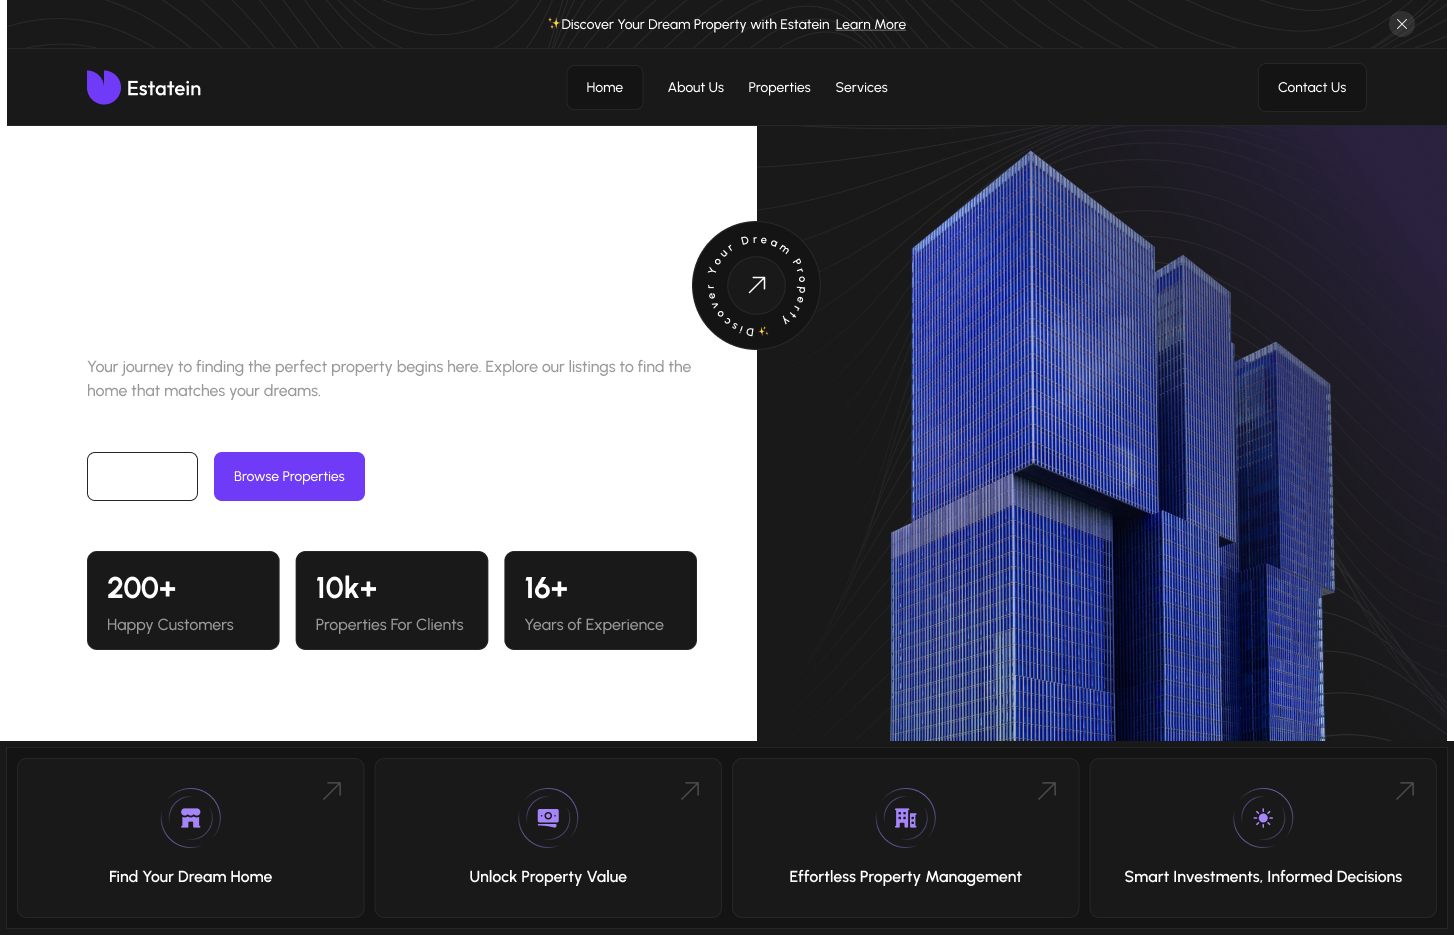 ✨Discover Your Dream Property with Estatein Learn More
Estatein
Home
About Us
Properties
Services
Contact Us
✨Discover Your Dream Property
Your journey to finding the perfect property begins here. Explore our listings to find the
home that matches your dreams.
Browse Properties
200+
Happy Customers
10k+
Properties For Clients
16+
Years of Experience
Find Your Dream Home
Unlock Property Value
Effortless Property Management
Smart Investments, Informed Decisions